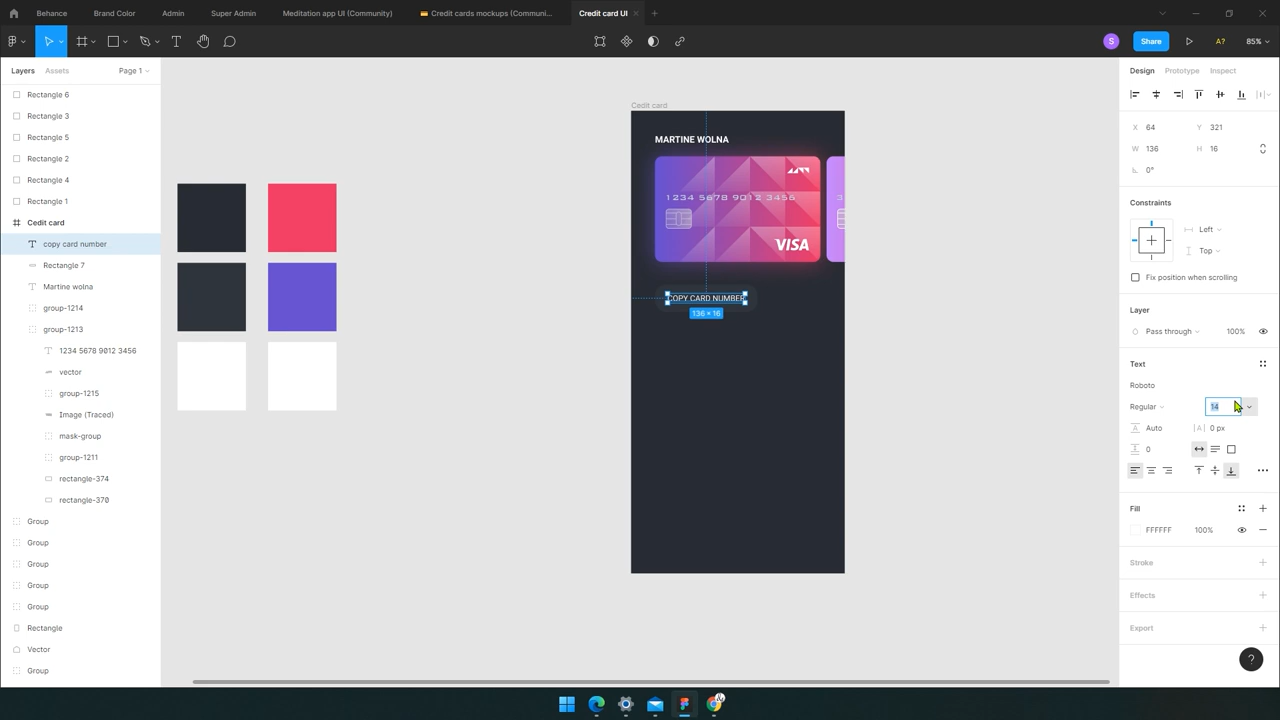 Behance Brand Color Admin Super Admin Meditation app UI (Community) Credit cards mockups (Communi... Credit card UI
S Share A? 85%
Layers Assets Page 1
Design Prototype Inspect
Rectangle 6
Rectangle 3
Rectangle 5
Rectangle 2
Rectangle 4
Rectangle 1
Cedit card
copy card number
Rectangle 7
Martine wolna
group-1214
group-1213
1234 5678 9012 3456
vector
group-1215
Image (Traced)
mask-group
group-1211
rectangle-374
rectangle-370
Group
Group
Group
Group
Group
Rectangle
Vector
Group
Cedit card
MARTINE WOLNA
1234 5678 9012 3456
3
VISA
COPY CARD NUMBER
136 × 16
X 64 Y 321
W 136 H 16
0°
Constraints
Left
Top
Fix position when scrolling
Layer
Pass through 100%
Text
Roboto
Regular 14
Auto |A| 0 px
0
Fill
FFFFFF 100%
Stroke
Effects
Export
?